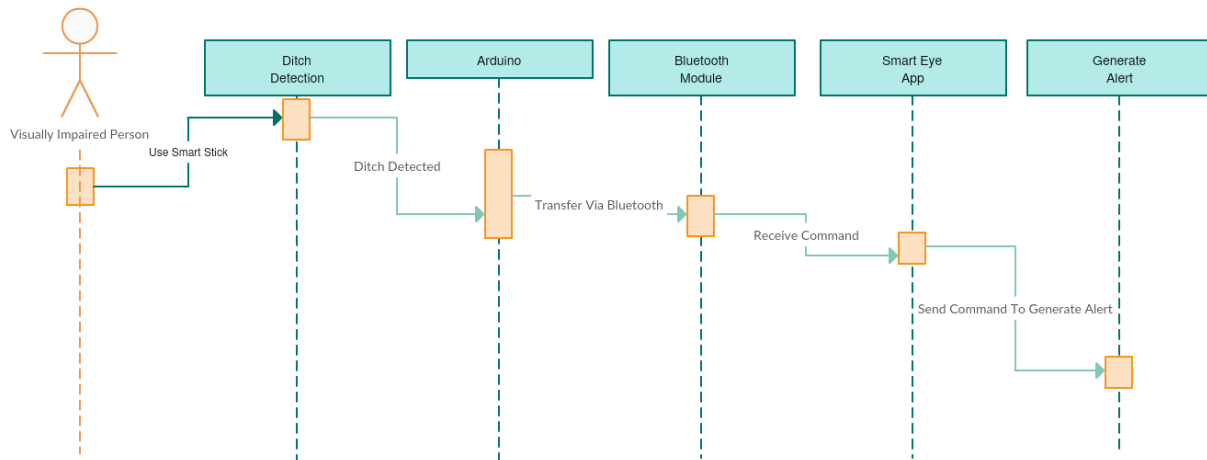 Ditch
Detection
Arduino
Bluetooth
Module
Smart Eye
App
Generate
Alert
Visually Impaired Person
Use Smart Stick
Ditch Detected
Transfer Via Bluetooth
Receive Command
Send Command To Generate Alert